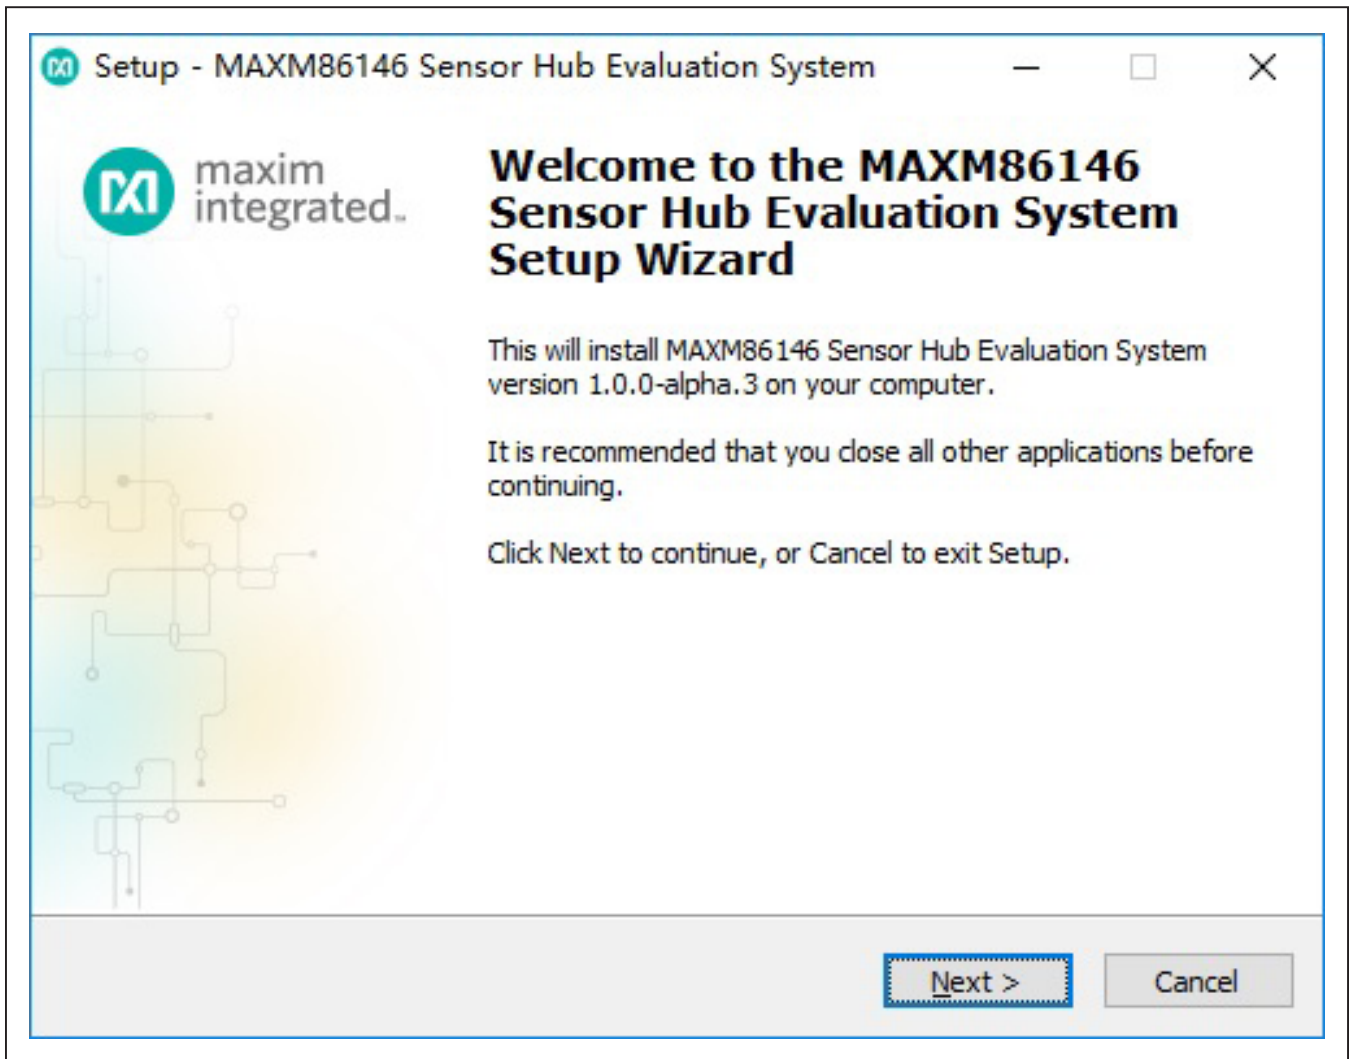 Setup - MAXM86146 Sensor Hub Evaluation System
maxim
integrated™
Welcome to the MAXM86146
Sensor Hub Evaluation System
Setup Wizard
This will install MAXM86146 Sensor Hub Evaluation System
version 1.0.0-alpha.3 on your computer.
It is recommended that you close all other applications before
continuing.
Click Next to continue, or Cancel to exit Setup.
Next >
Cancel